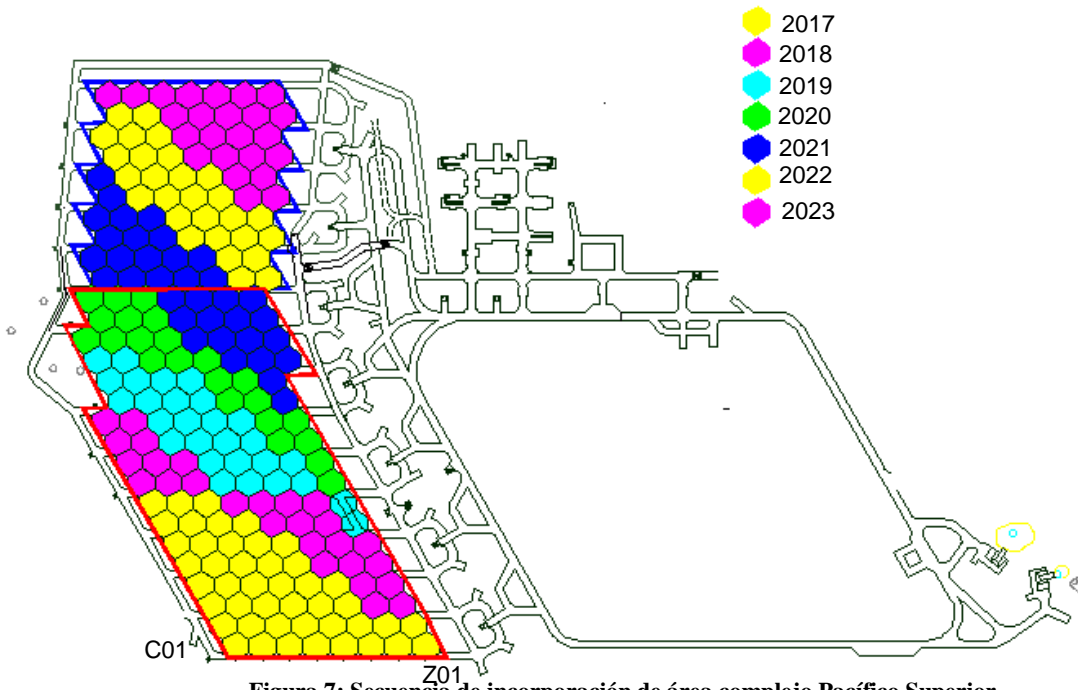 2017
2018
2019
2020
2021
2022
2023
C01
Z01
Figura 7: Secuencia de incorporación de área complejo Pacífico Superior